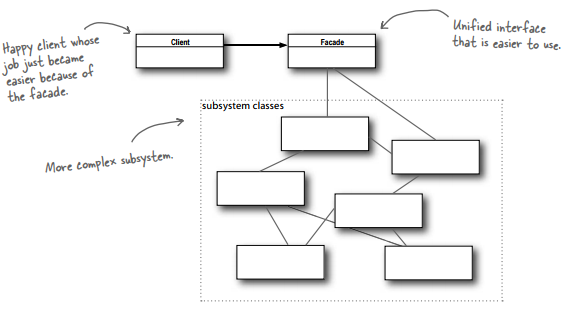 Happy client whose
job just became
easier because of
the facade.
Client
Facade
Unified interface
that is easier to use.
subsystem classes
More complex subsystem.